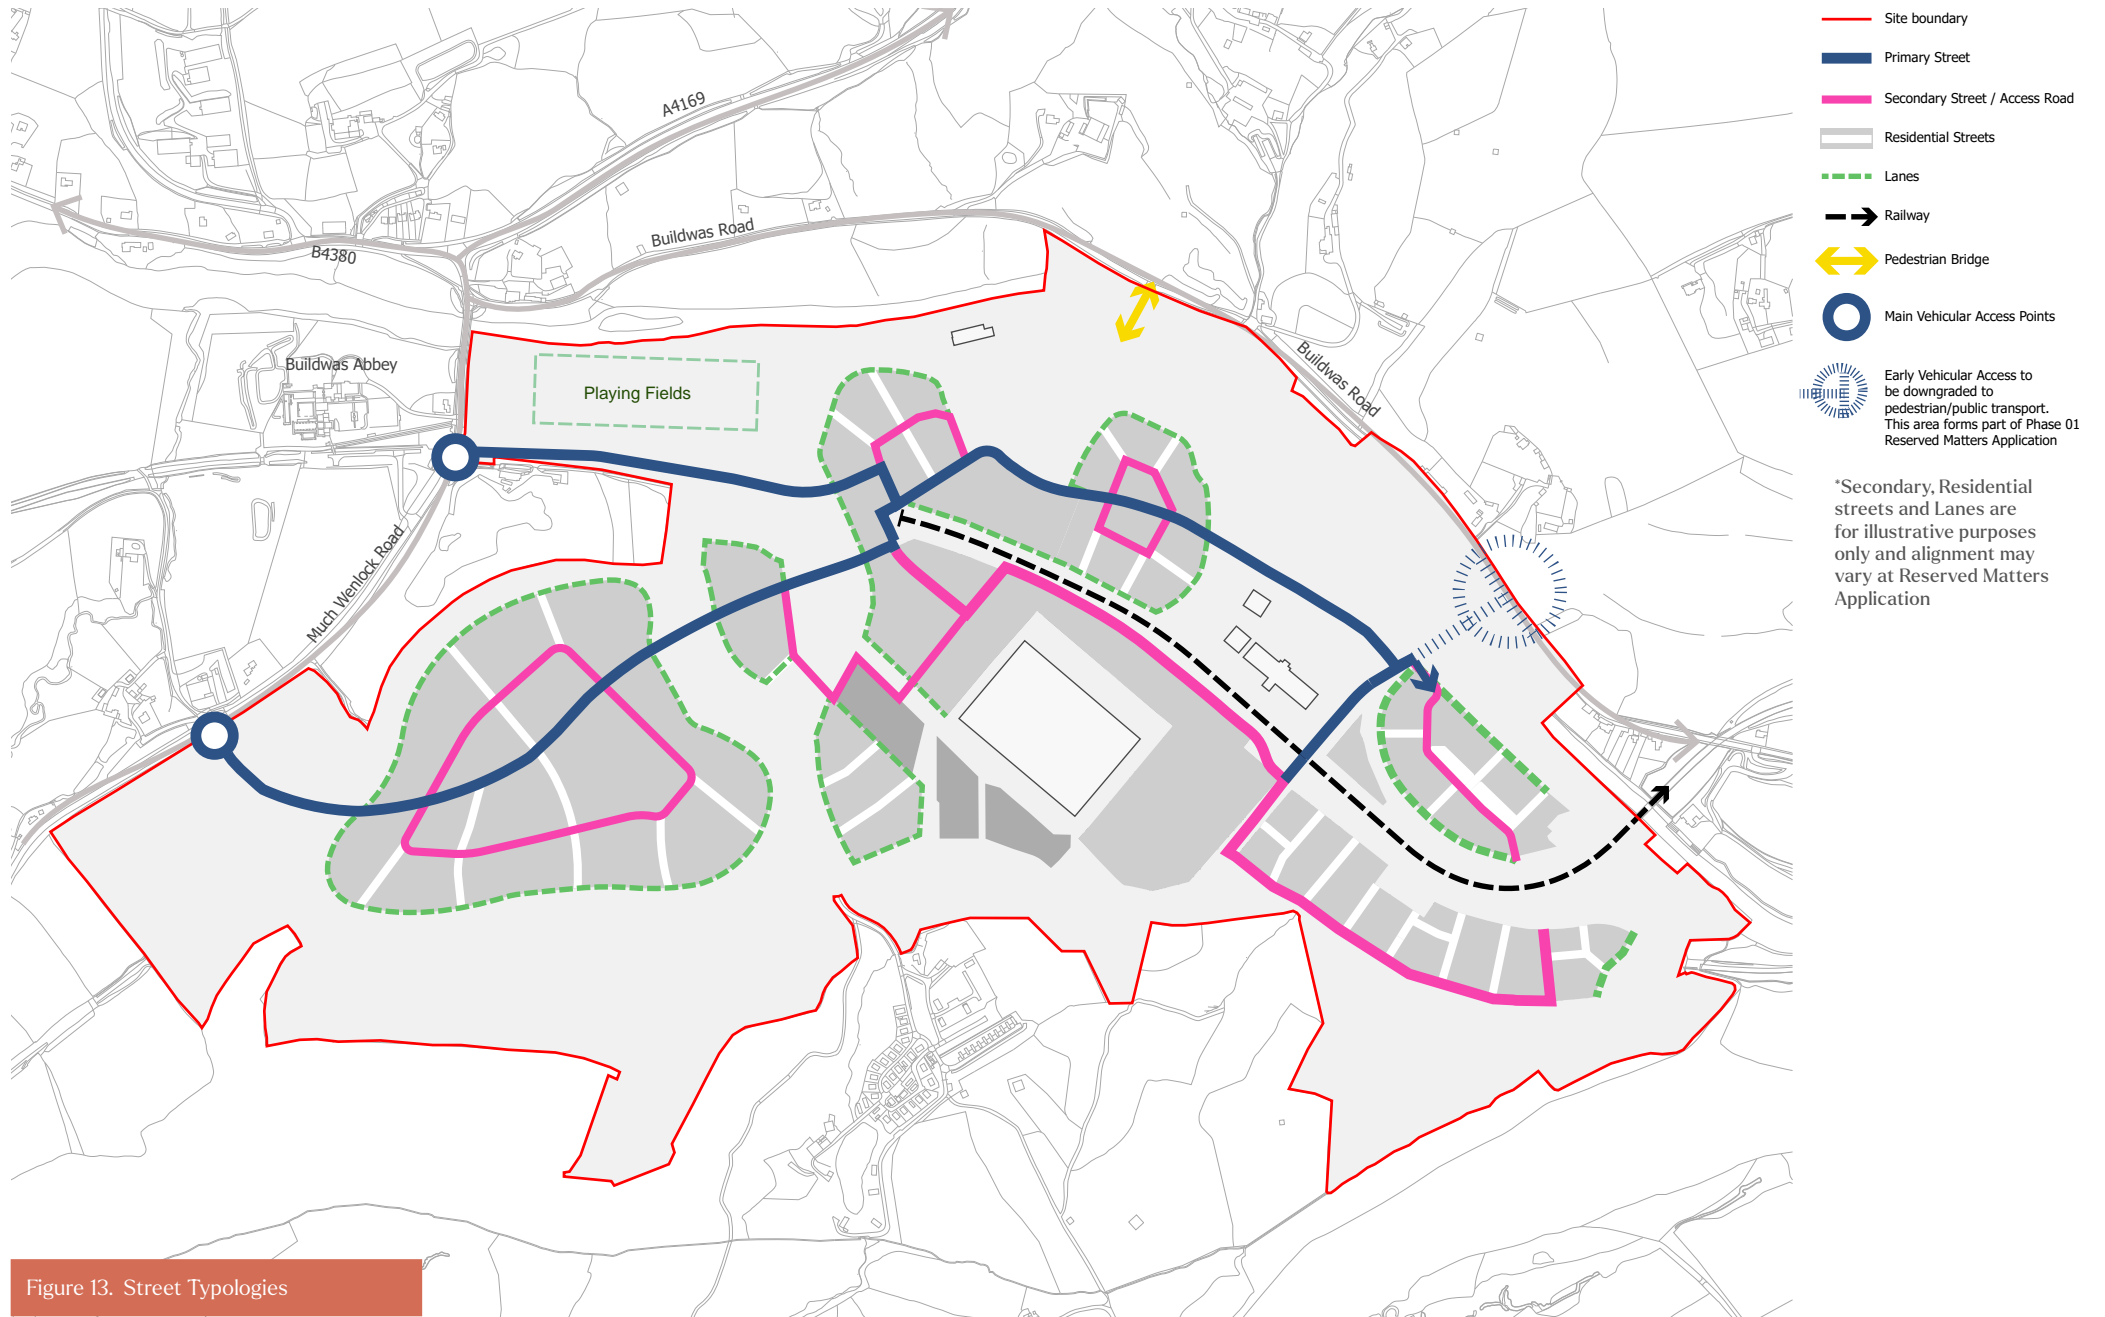 A4169
Buildwas Road
B4380
Buildwas Abbey
Playing Fields
Buildwas Road
Much Wenlock Road
Site boundary
Primary Street
Secondary Street / Access Road
Residential Streets
Lanes
Railway
Pedestrian Bridge
Main Vehicular Access Points
Early Vehicular Access to
be downgraded to
pedestrian/public transport.
This area forms part of Phase 01
Reserved Matters Application
*Secondary, Residential
streets and Lanes are
for illustrative purposes
only and alignment may
vary at Reserved Matters
Application
Figure 13. Street Typologies